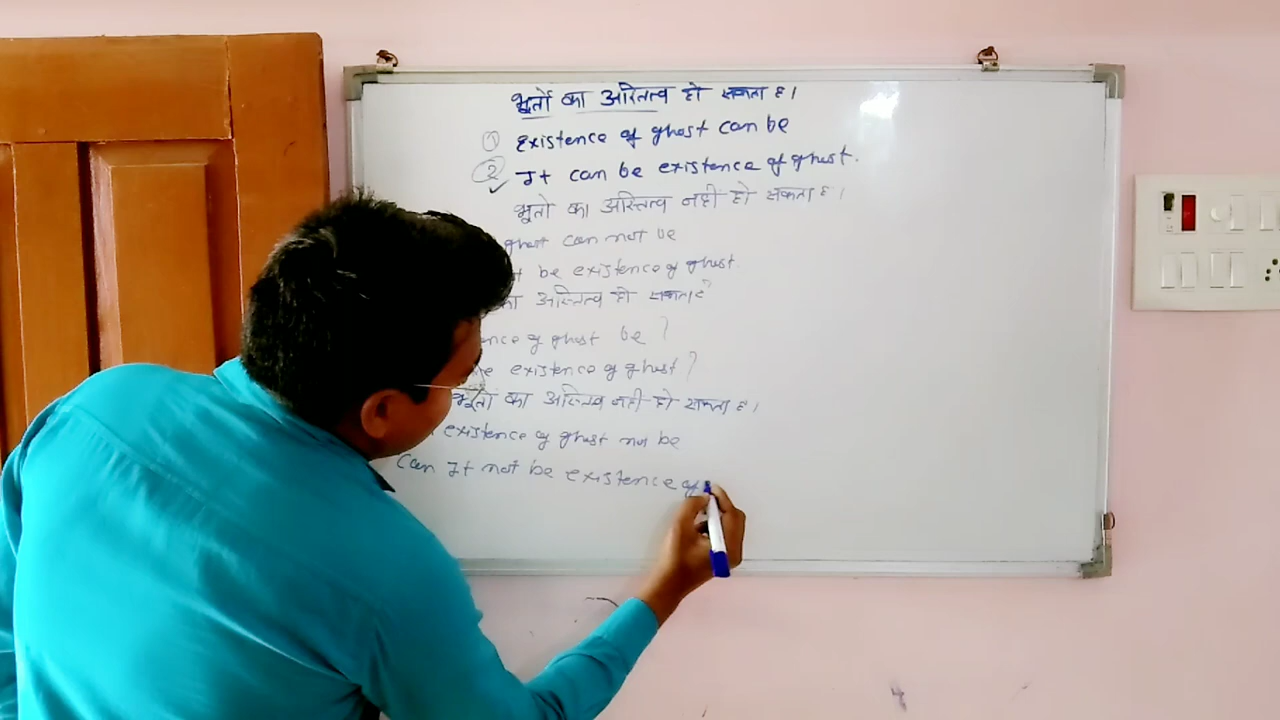 भूतों का अस्तित्व हो सकता है।
① Existence of ghost can be
② It can be existence of ghost.
भूतो का अस्तित्व नहीं हो सकता है।
ghost can not be
be existence of ghost.
का अस्तित्व हो सकता है
of ghost be ?
existence of ghost ?
भूतों का अस्तित्व नहीं हो सकता है।
existence of ghost not be
Can It not be existence of